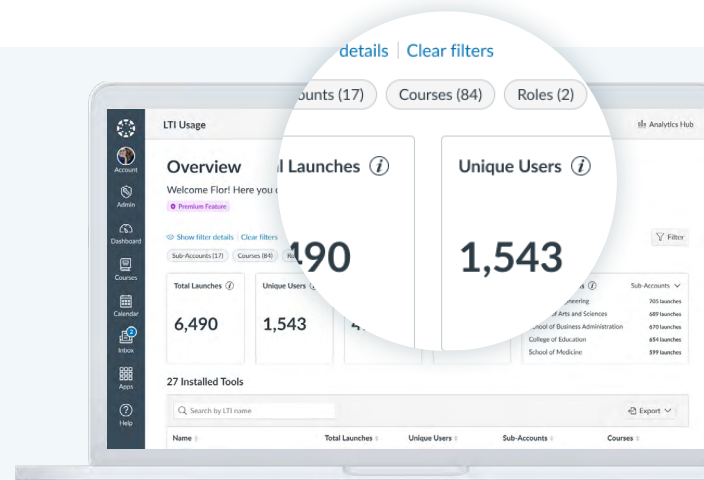 details | Clear filters
(17)
Courses (84)
Roles (2)
Launches
Unique Users
490
1,543
LTI Usage
Analytics Hub
Account
Admin
Dashboard
Courses
Calendar
Inbox
2
Apps
Help
Overview
Welcome Flor! Here you
Premium Feature
Show filter details | Clear filters
Filter
Sub-Accounts (17)
Courses (84)
Total Launches
6,490
Unique Users
1,543
Sub-Accounts
705 launches
of Arts and Sciences 689 launches
School of Business Administration 670 launches
College of Education 654 launches
School of Medicine 599 launches
27 Installed Tools
Search by LTI name
Export
Name Total Launches Unique Users Sub-Accounts Courses